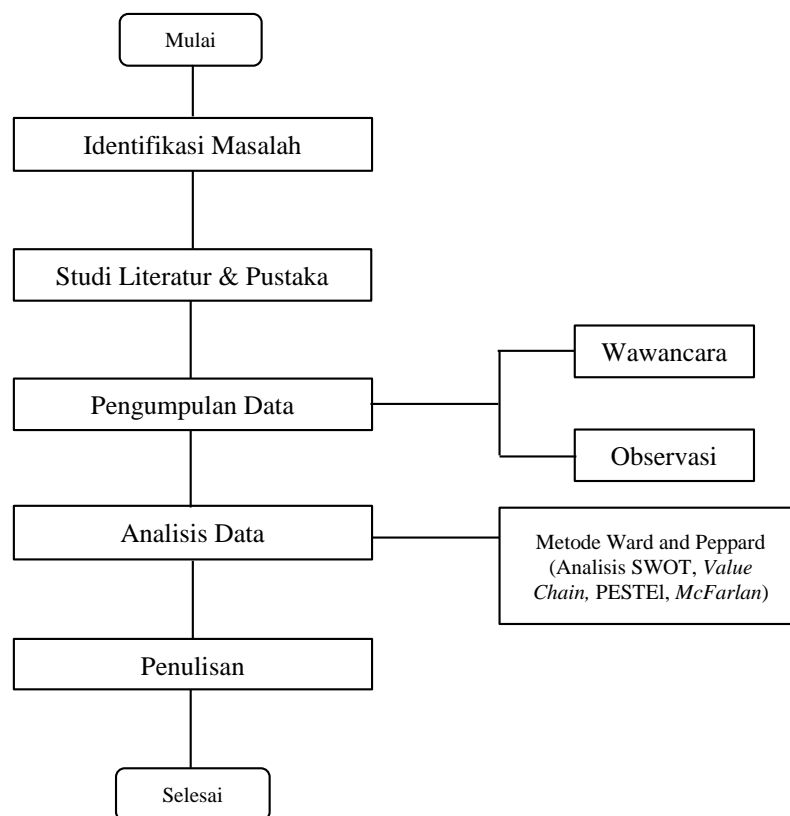 Mulai
Identifikasi Masalah
Studi Literatur & Pustaka
Pengumpulan Data
Wawancara
Observasi
Analisis Data
Metode Ward and Peppard
(Analisis SWOT, Value
Chain, PESTEl, McFarlan)
Penulisan
Selesai